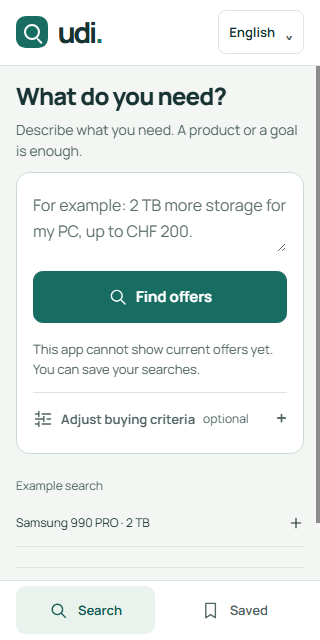 udi.
English
What do you need?
Describe what you need. A product or a goal
is enough.
For example: 2 TB more storage for
my PC, up to CHF 200.
Find offers
This app cannot show current offers yet.
You can save your searches.
Adjust buying criteria optional +
Example search
Samsung 990 PRO · 2 TB +
Search
Saved